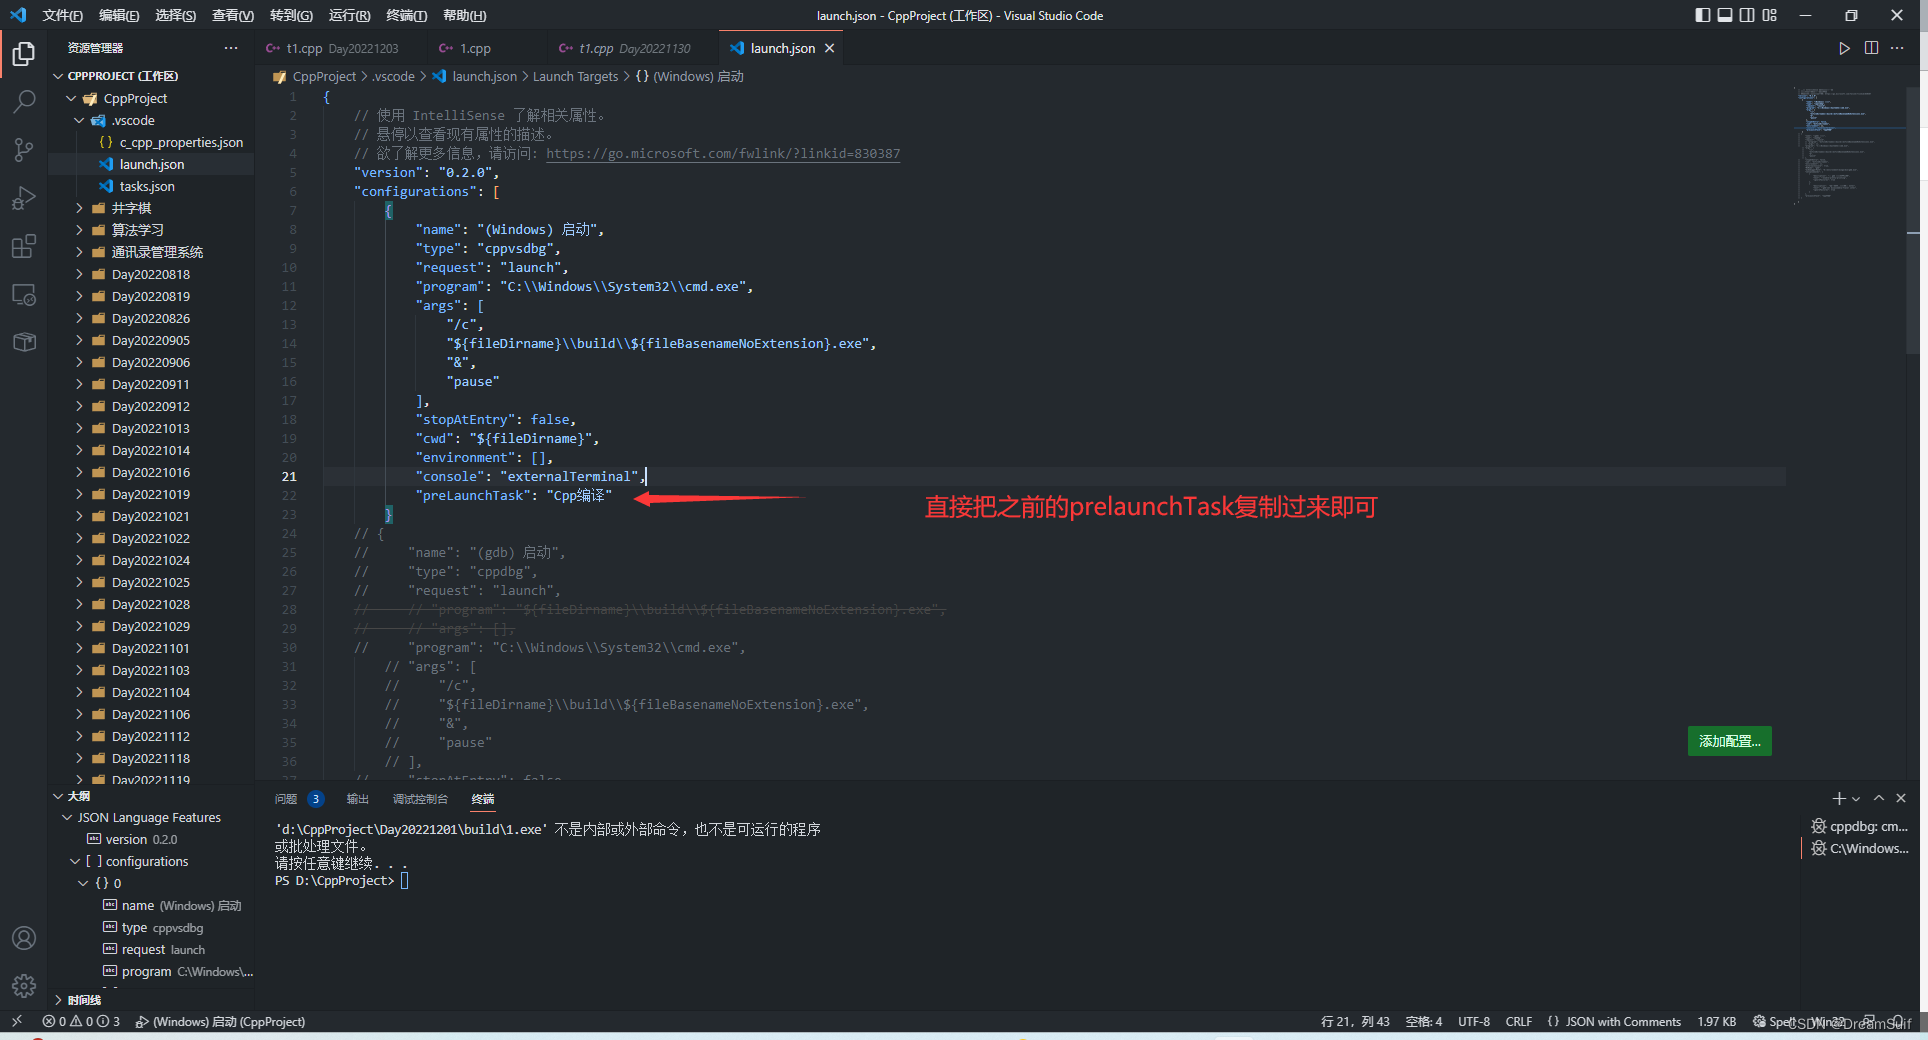 文件(F) 编辑(E) 选择(S) 查看(V) 转到(G) 运行(R) 终端(T) 帮助(H)
launch.json - CppProject (工作区) - Visual Studio Code
资源管理器
t1.cpp Day20221203
1.cpp
t1.cpp Day20221130
launch.json
CPPPROJECT (工作区)
CppProject > .vscode > launch.json > Launch Targets > {} (Windows) 启动
CppProject
.vscode
{} c_cpp_properties.json
launch.json
tasks.json
井字棋
算法学习
通讯录管理系统
Day20220818
Day20220819
Day20220826
Day20220905
Day20220906
Day20220911
Day20220912
Day20221013
Day20221014
Day20221016
Day20221019
Day20221021
Day20221022
Day20221024
Day20221025
Day20221028
Day20221029
Day20221101
Day20221103
Day20221104
Day20221106
Day20221112
Day20221118
Day20221119
大纲
JSON Language Features
version 0.2.0
[ ] configurations
{} 0
name (Windows) 启动
type cppvsdbg
request launch
program C:\Windows\...
时间线
1 {
2 // 使用 IntelliSense 了解相关属性。
3 // 悬停以查看现有属性的描述。
4 // 欲了解更多信息，请访问: https://go.microsoft.com/fwlink/?linkid=830387
5 "version": "0.2.0",
6 "configurations": [
7 {
8 "name": "(Windows) 启动",
9 "type": "cppvsdbg",
10 "request": "launch",
11 "program": "C:\\Windows\\System32\\cmd.exe",
12 "args": [
13 "/c",
14 "${fileDirname}\\build\\${fileBasenameNoExtension}.exe",
15 "&",
16 "pause"
17 ],
18 "stopAtEntry": false,
19 "cwd": "${fileDirname}",
20 "environment": [],
21 "console": "externalTerminal",
22 "preLaunchTask": "Cpp编译"
直接把之前的prelaunchTask复制过来即可
23 }
24 // {
25 // "name": "(gdb) 启动",
26 // "type": "cppdbg",
27 // "request": "launch",
28 // // "program": "${fileDirname}\\build\\${fileBasenameNoExtension}.exe",
29 // // "args": [],
30 // "program": "C:\\Windows\\System32\\cmd.exe",
31 // "args": [
32 // "/c",
33 // "${fileDirname}\\build\\${fileBasenameNoExtension}.exe",
34 // "&",
35 // "pause"
36 // ],
37 // "stopAtEntry": false
添加配置...
问题 3 输出 调试控制台 终端
'd:\CppProject\Day20221201\build\1.exe' 不是内部或外部命令，也不是可运行的程序
或批处理文件。
请按任意键继续. . .
PS D:\CppProject>
cppdbg: cm...
C:\Windows...
0 0 3 (Windows) 启动 (CppProject)
行 21，列 43 空格: 4 UTF-8 CRLF {} JSON with Comments 1.97 KB Spell Win32
CSDN @DreamSuif